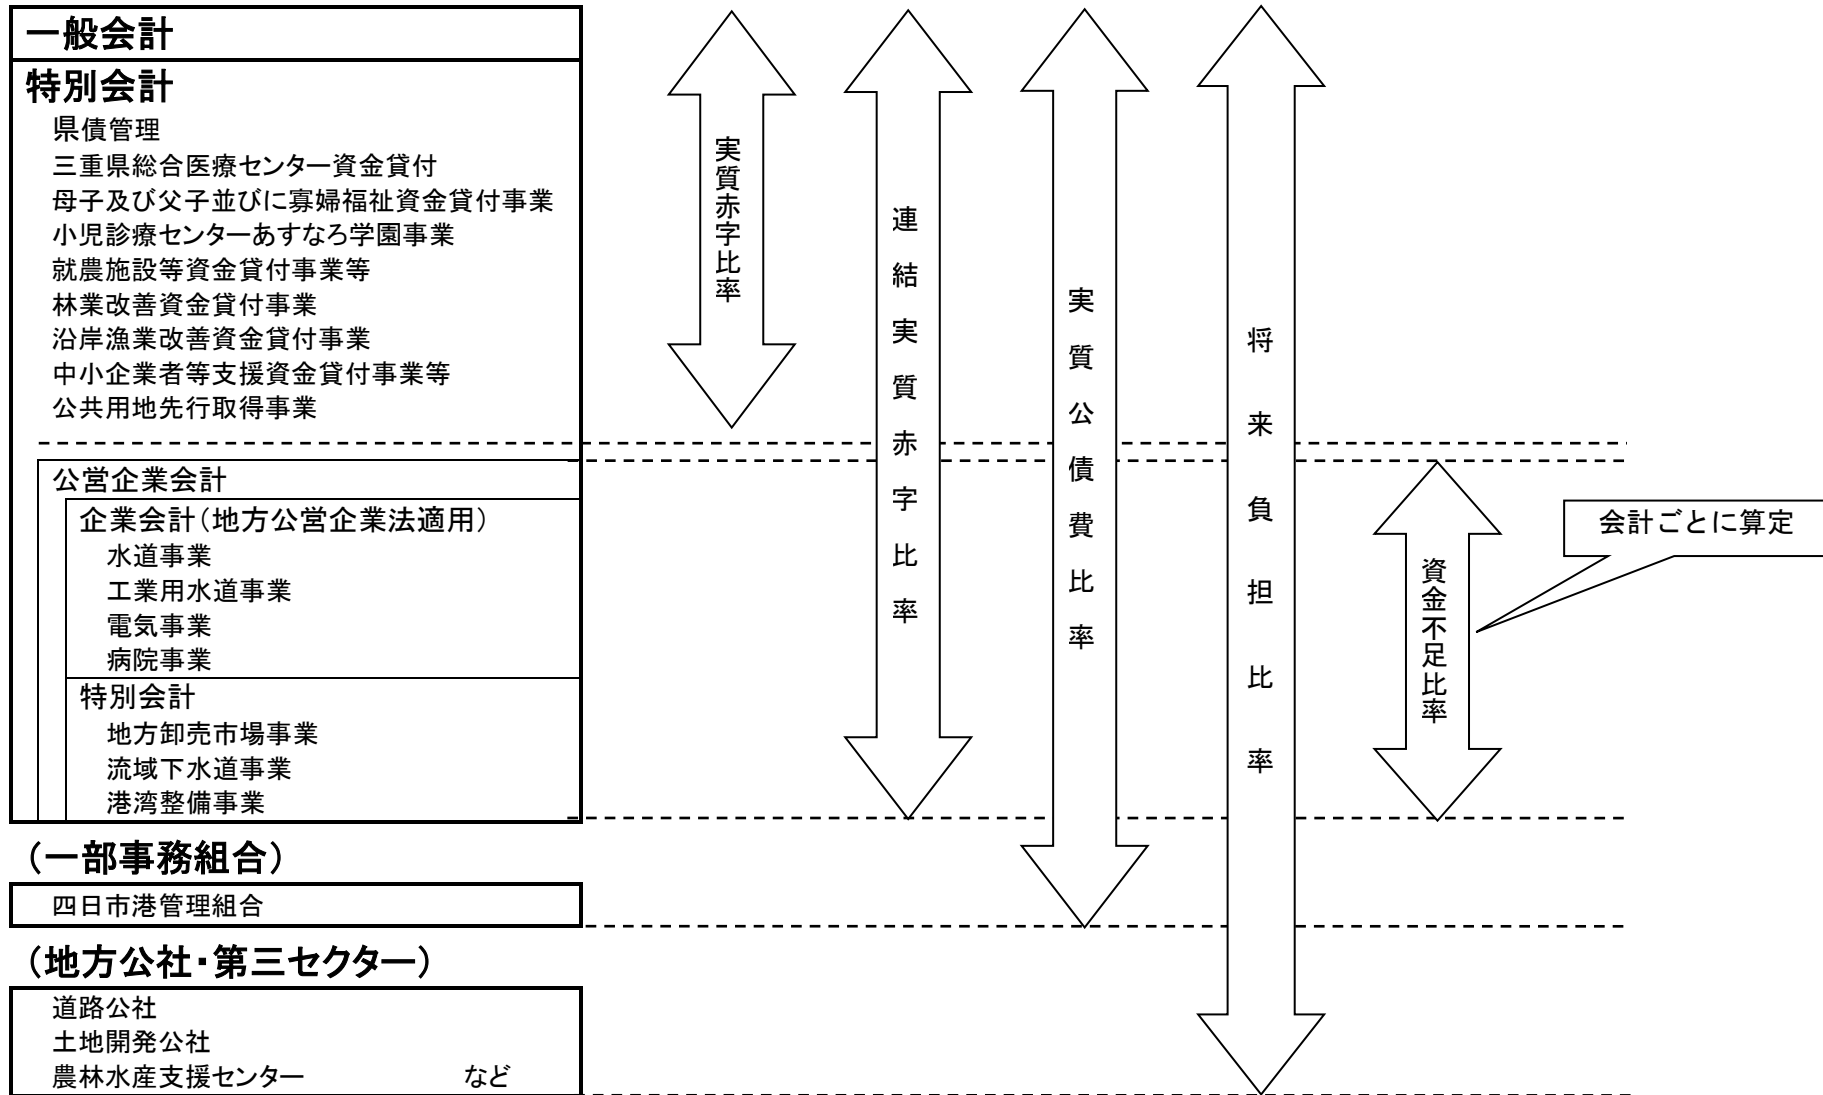 一般会計
特別会計
県債管理
三重県総合医療センター資金貸付
母子及び父子並びに寡婦福祉資金貸付事業
小児診療センターあすなろ学園事業
就農施設等資金貸付事業等
林業改善資金貸付事業
沿岸漁業改善資金貸付事業
中小企業者等支援資金貸付事業等
公共用地先行取得事業
公営企業会計
企業会計（地方公営企業法適用）
水道事業
工業用水道事業
電気事業
病院事業
特別会計
地方卸売市場事業
流域下水道事業
港湾整備事業
（一部事務組合）
四日市港管理組合
（地方公社・第三セクター）
道路公社
土地開発公社
農林水産支援センター　など
実質赤字比率
連結実質赤字比率
実質公債費比率
将来負担比率
資金不足比率
会計ごとに算定